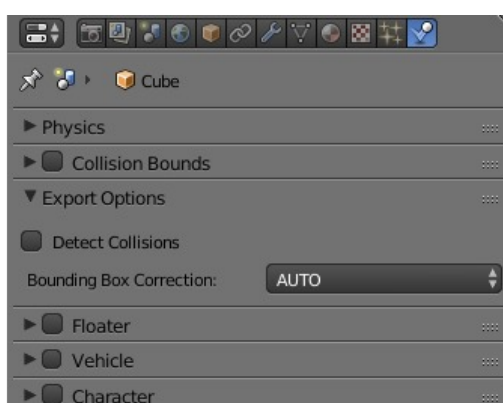 Cube
Physics
Collision Bounds
Export Options
Detect Collisions
Bounding Box Correction: AUTO
Floater
Vehicle
Character